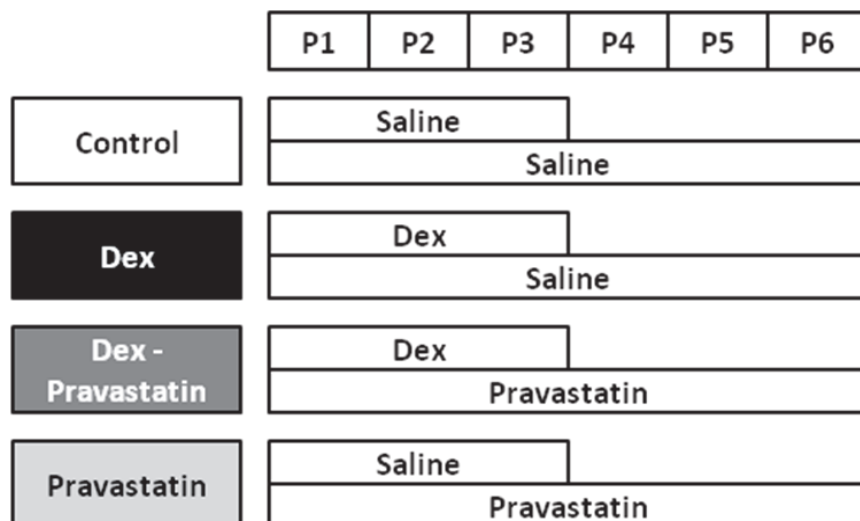 P1 P2 P3 P4 P5 P6
Control
Saline
Saline
Dex
Dex
Saline
Dex -
Pravastatin
Dex
Pravastatin
Pravastatin
Saline
Pravastatin